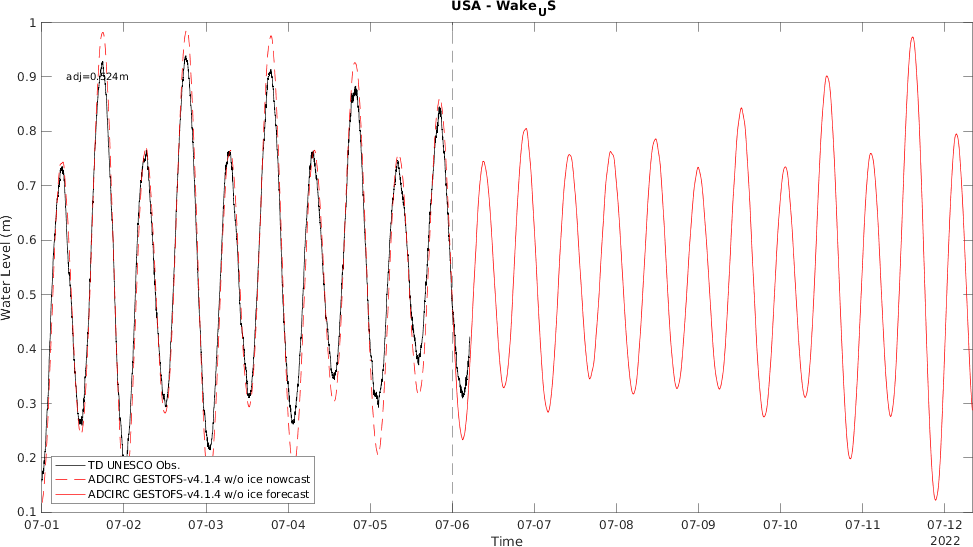 USA - WakeUS
adj=0.524m
Water Level (m)
1
0.9
0.8
0.7
0.6
0.5
0.4
0.3
0.2
0.1
TD UNESCO Obs.
ADCIRC GESTOFS-v4.1.4 w/o ice nowcast
ADCIRC GESTOFS-v4.1.4 w/o ice forecast
07-01 07-02 07-03 07-04 07-05 07-06 07-07 07-08 07-09 07-10 07-11 07-12
Time
2022